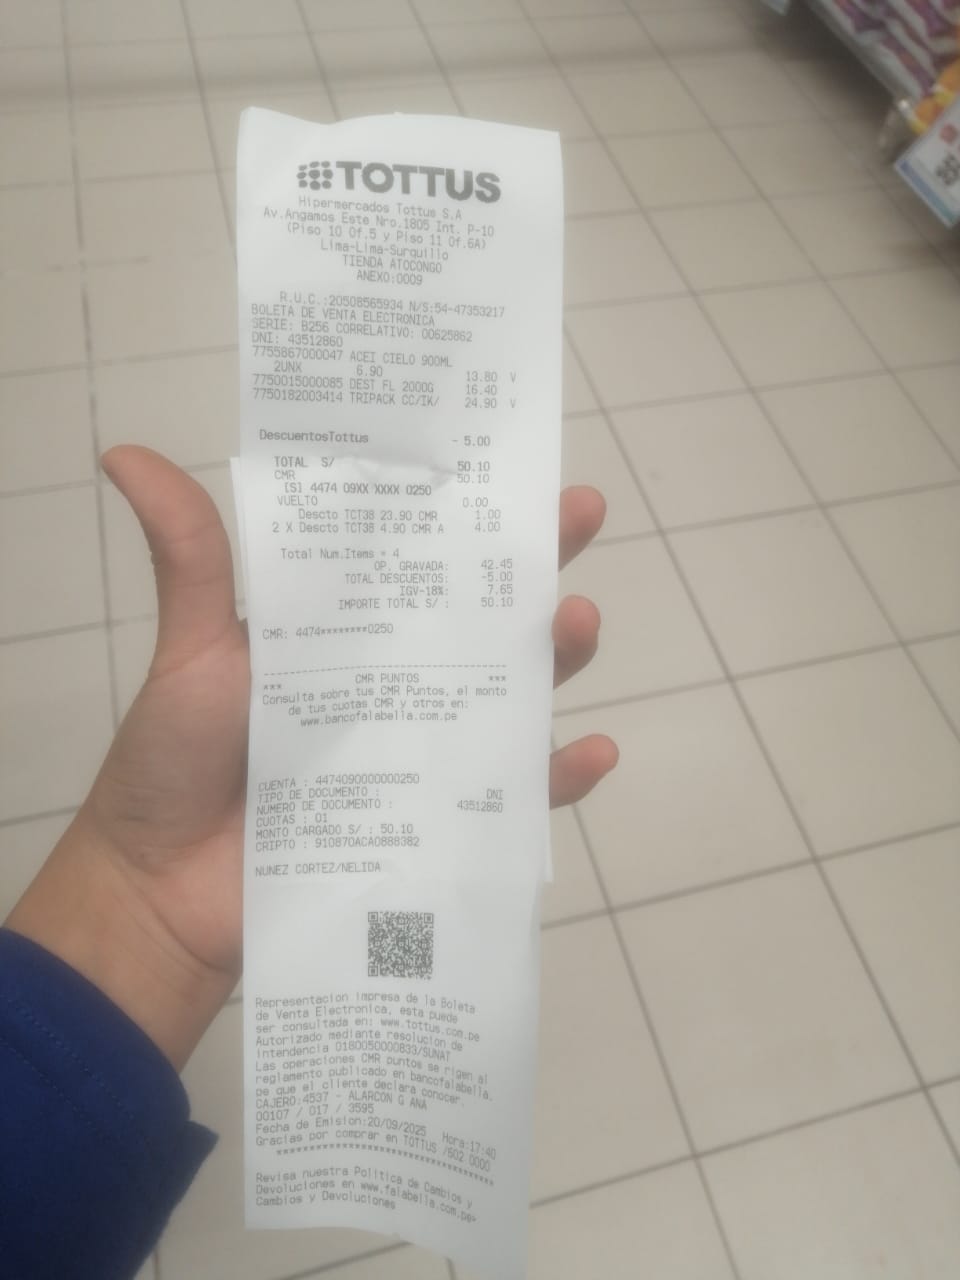 TOTTUS
Hipermercados Tottus S.A
Av.Angamos Este Nro.1805 Int. P-10
(Piso 10 Of.5 y Piso 11 Of.6A)
Lima-Lima-Surquillo
TIENDA ATOCONGO
ANEXO:0009
R.U.C.:20508565934 N/S:54-47353217
BOLETA DE VENTA ELECTRONICA
SERIE: B256 CORRELATIVO: 00625862
DNI: 43512860
7755867000047 ACEI CIELO 900ML
2UNX 6.90 13.80 V
7750015000085 DEST FL 2000G 16.40
7750182003414 TRIPACK CC/IK/ 24.90 V
DescuentosTottus - 5.00
TOTAL S/ 50.10
CMR 50.10
[S] 4474 09XX XXXX 0250
VUELTO 0.00
Descto TCT38 23.90 CMR 1.00
2 X Descto TCT38 4.90 CMR A 4.00
Total Num.Items = 4
OP. GRAVADA: 42.45
TOTAL DESCUENTOS: -5.00
IGV-18%: 7.65
IMPORTE TOTAL S/ : 50.10
CMR: 4474********0250
------------------------------------
*** CMR PUNTOS ***
Consulta sobre tus CMR Puntos, el monto
de tus cuotas CMR y otros en:
www.bancofalabella.com.pe
CUENTA : 4474090000000250
TIPO DE DOCUMENTO : DNI
NUMERO DE DOCUMENTO : 43512860
CUOTAS : 01
MONTO CARGADO S/ : 50.10
CRIPTO : 910870ACA0888382
NUNEZ CORTEZ/NELIDA
Representacion impresa de la Boleta
de Venta Electronica, esta puede
ser consultada en: www.tottus.com.pe
Autorizado mediante resolucion de
Intendencia 0180050000833/SUNAT
Las operaciones CMR puntos se rigen al
reglamento publicado en bancofalabella.
pe que el cliente declara conocer.
CAJERO:4537 - ALARCON G ANA
00107 / 017 / 3595
Fecha de Emision:20/09/2025 Hora:17:40
Gracias por comprar en TOTTUS /502 0000
************************************
Revisa nuestra Politica de Cambios y
Devoluciones en www.falabella.com.pe>
Cambios y Devoluciones